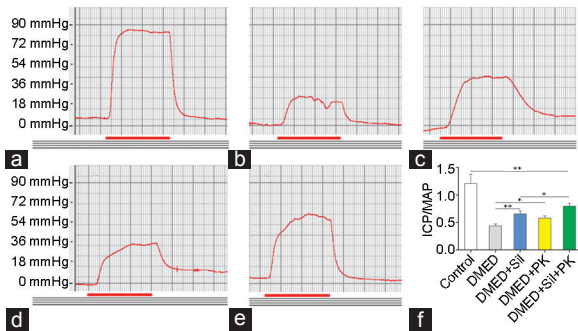 90 mmHg
72 mmHg
54 mmHg
36 mmHg
18 mmHg
0 mmHg
a
b
c
90 mmHg
72 mmHg
54 mmHg
36 mmHg
18 mmHg
0 mmHg
d
e
ICP/MAP
1.5
1.0
0.5
0.0
**
*
*
**
Control
DMED
DMED+Sil
DMED+PK
DMED+Sil+PK
f